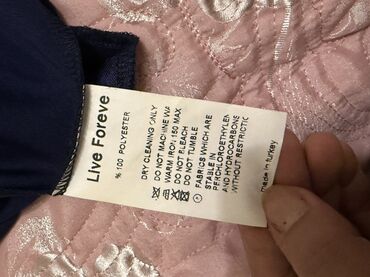 Live Foreve
% 100 POLYESTER
DRY CLEANING ONLY
DO NOT MACHINE WA
WARM IRON 150 MAX
DO NOT BLEACH
DO NOT TUMBLE
FABRICS WHICH ARE
STABLE IN
PERCHLOROETHYLEN
AND HYDROCARBONS
WITHOUT RESTRICTIC
made in turkey